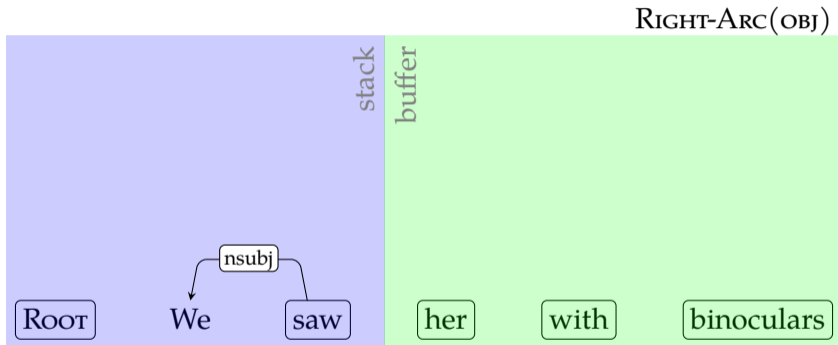 RIGHT-ARC(OBJ)
stack
buffer
nsubj
ROOT We saw her with binoculars